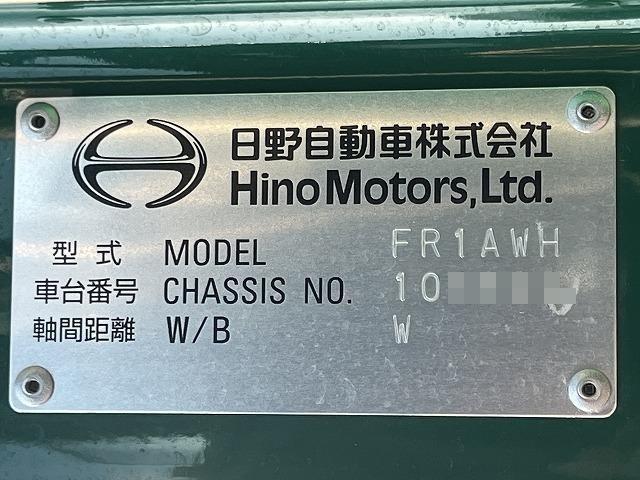 日野自動車株式会社
Hino Motors, Ltd.
型式 MODEL FR1AWH
車台番号 CHASSIS NO. 10
軸間距離 W/B W